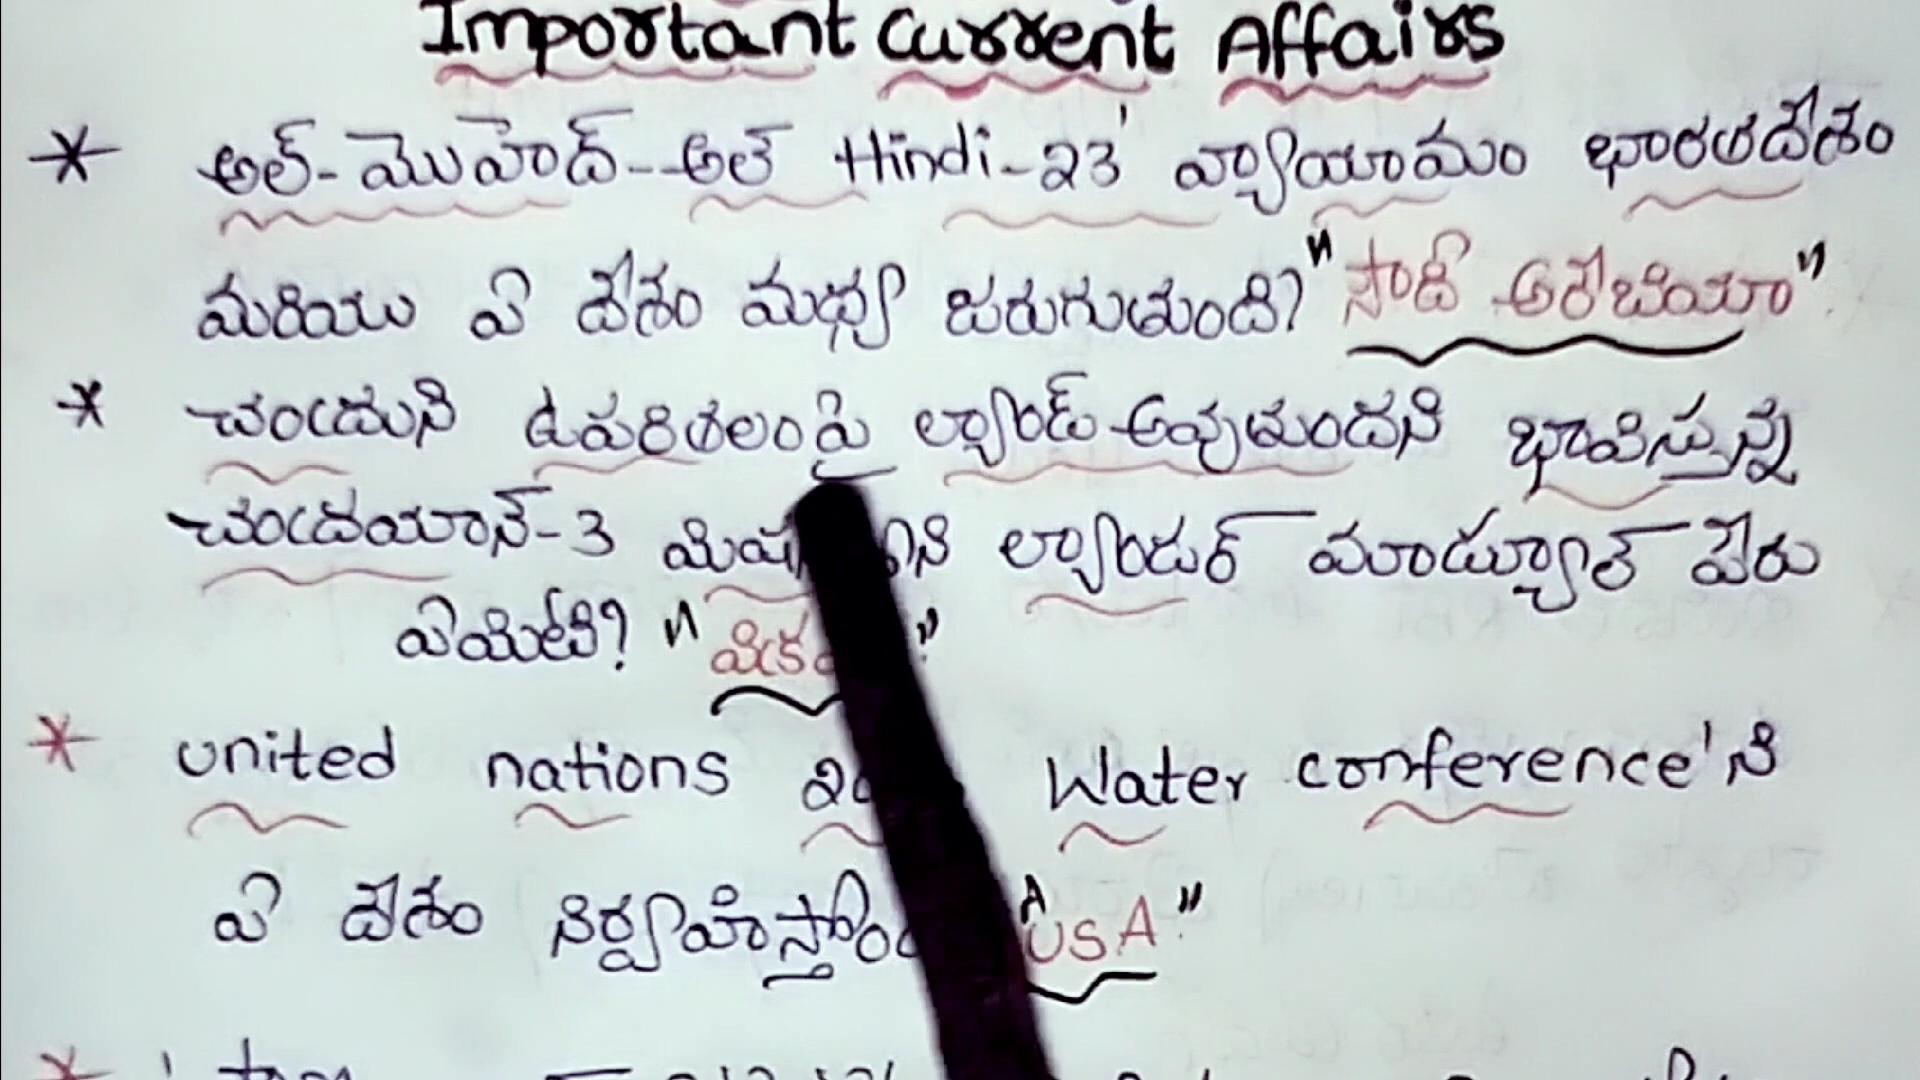 Important Current Affairs
* అల్-మొహెద్--అల్ Hindi-23' వ్యాయామం భారతదేశం
మరియు ఏ దేశం మధ్య జరుగుతుంది? "సౌదీ అరేబియా".
* చంద్రుని ఉపరితలంపై ల్యాండ్ అవుతుందని భావిస్తున్న
చంద్రయాన్-3 ల్యాండర్ మాడ్యూల్ పేరు
ఏమిటి?
* united nations Water conference'ని
ఏ దేశం "USA".
*